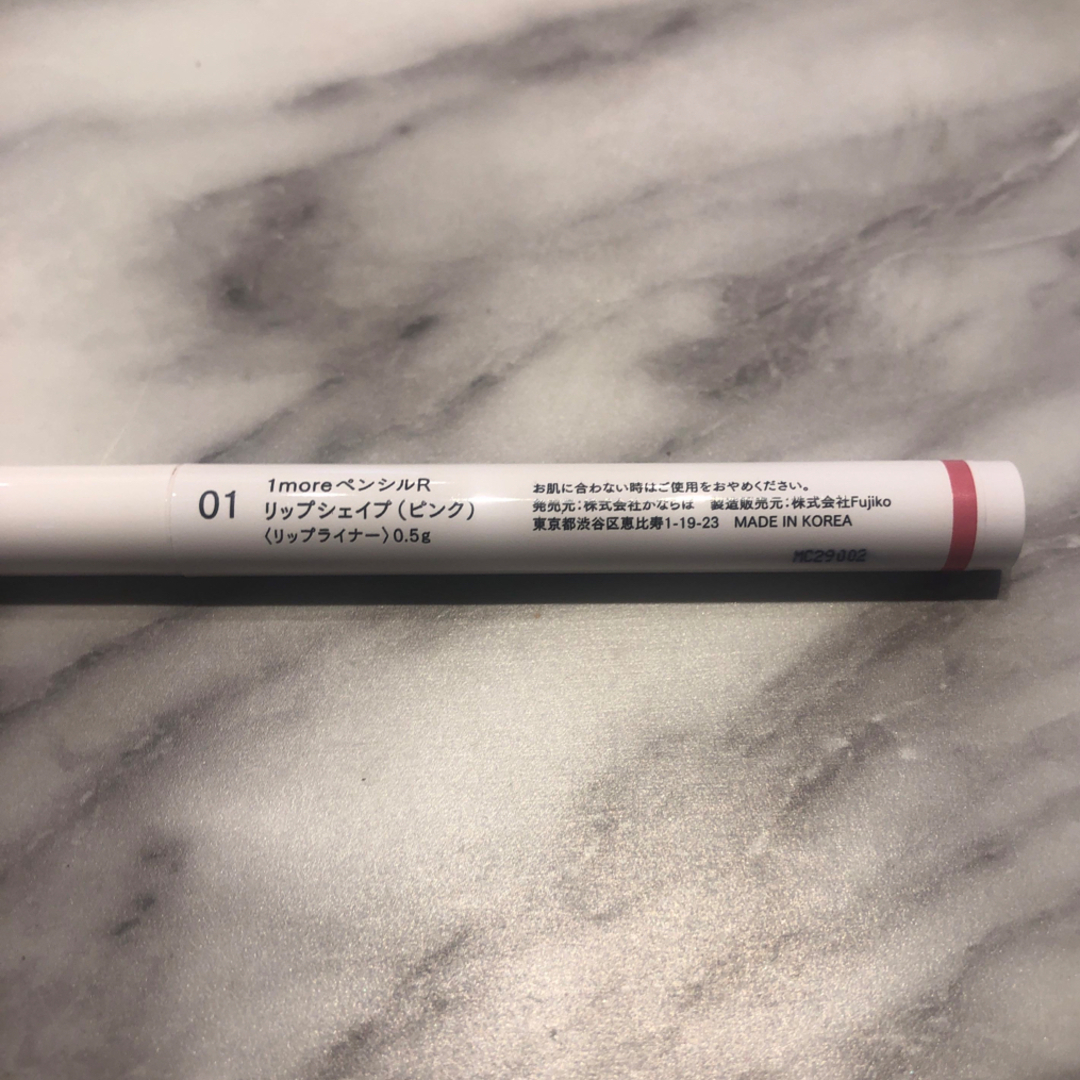 01
1moreペンシルR
リップシェイプ（ピンク）
〈リップライナー〉0.5g
お肌に合わない時はご使用をおやめください。
発売元：株式会社かならぼ　製造販売元：株式会社Fujiko
東京都渋谷区恵比寿1-19-23　MADE IN KOREA
MC29002